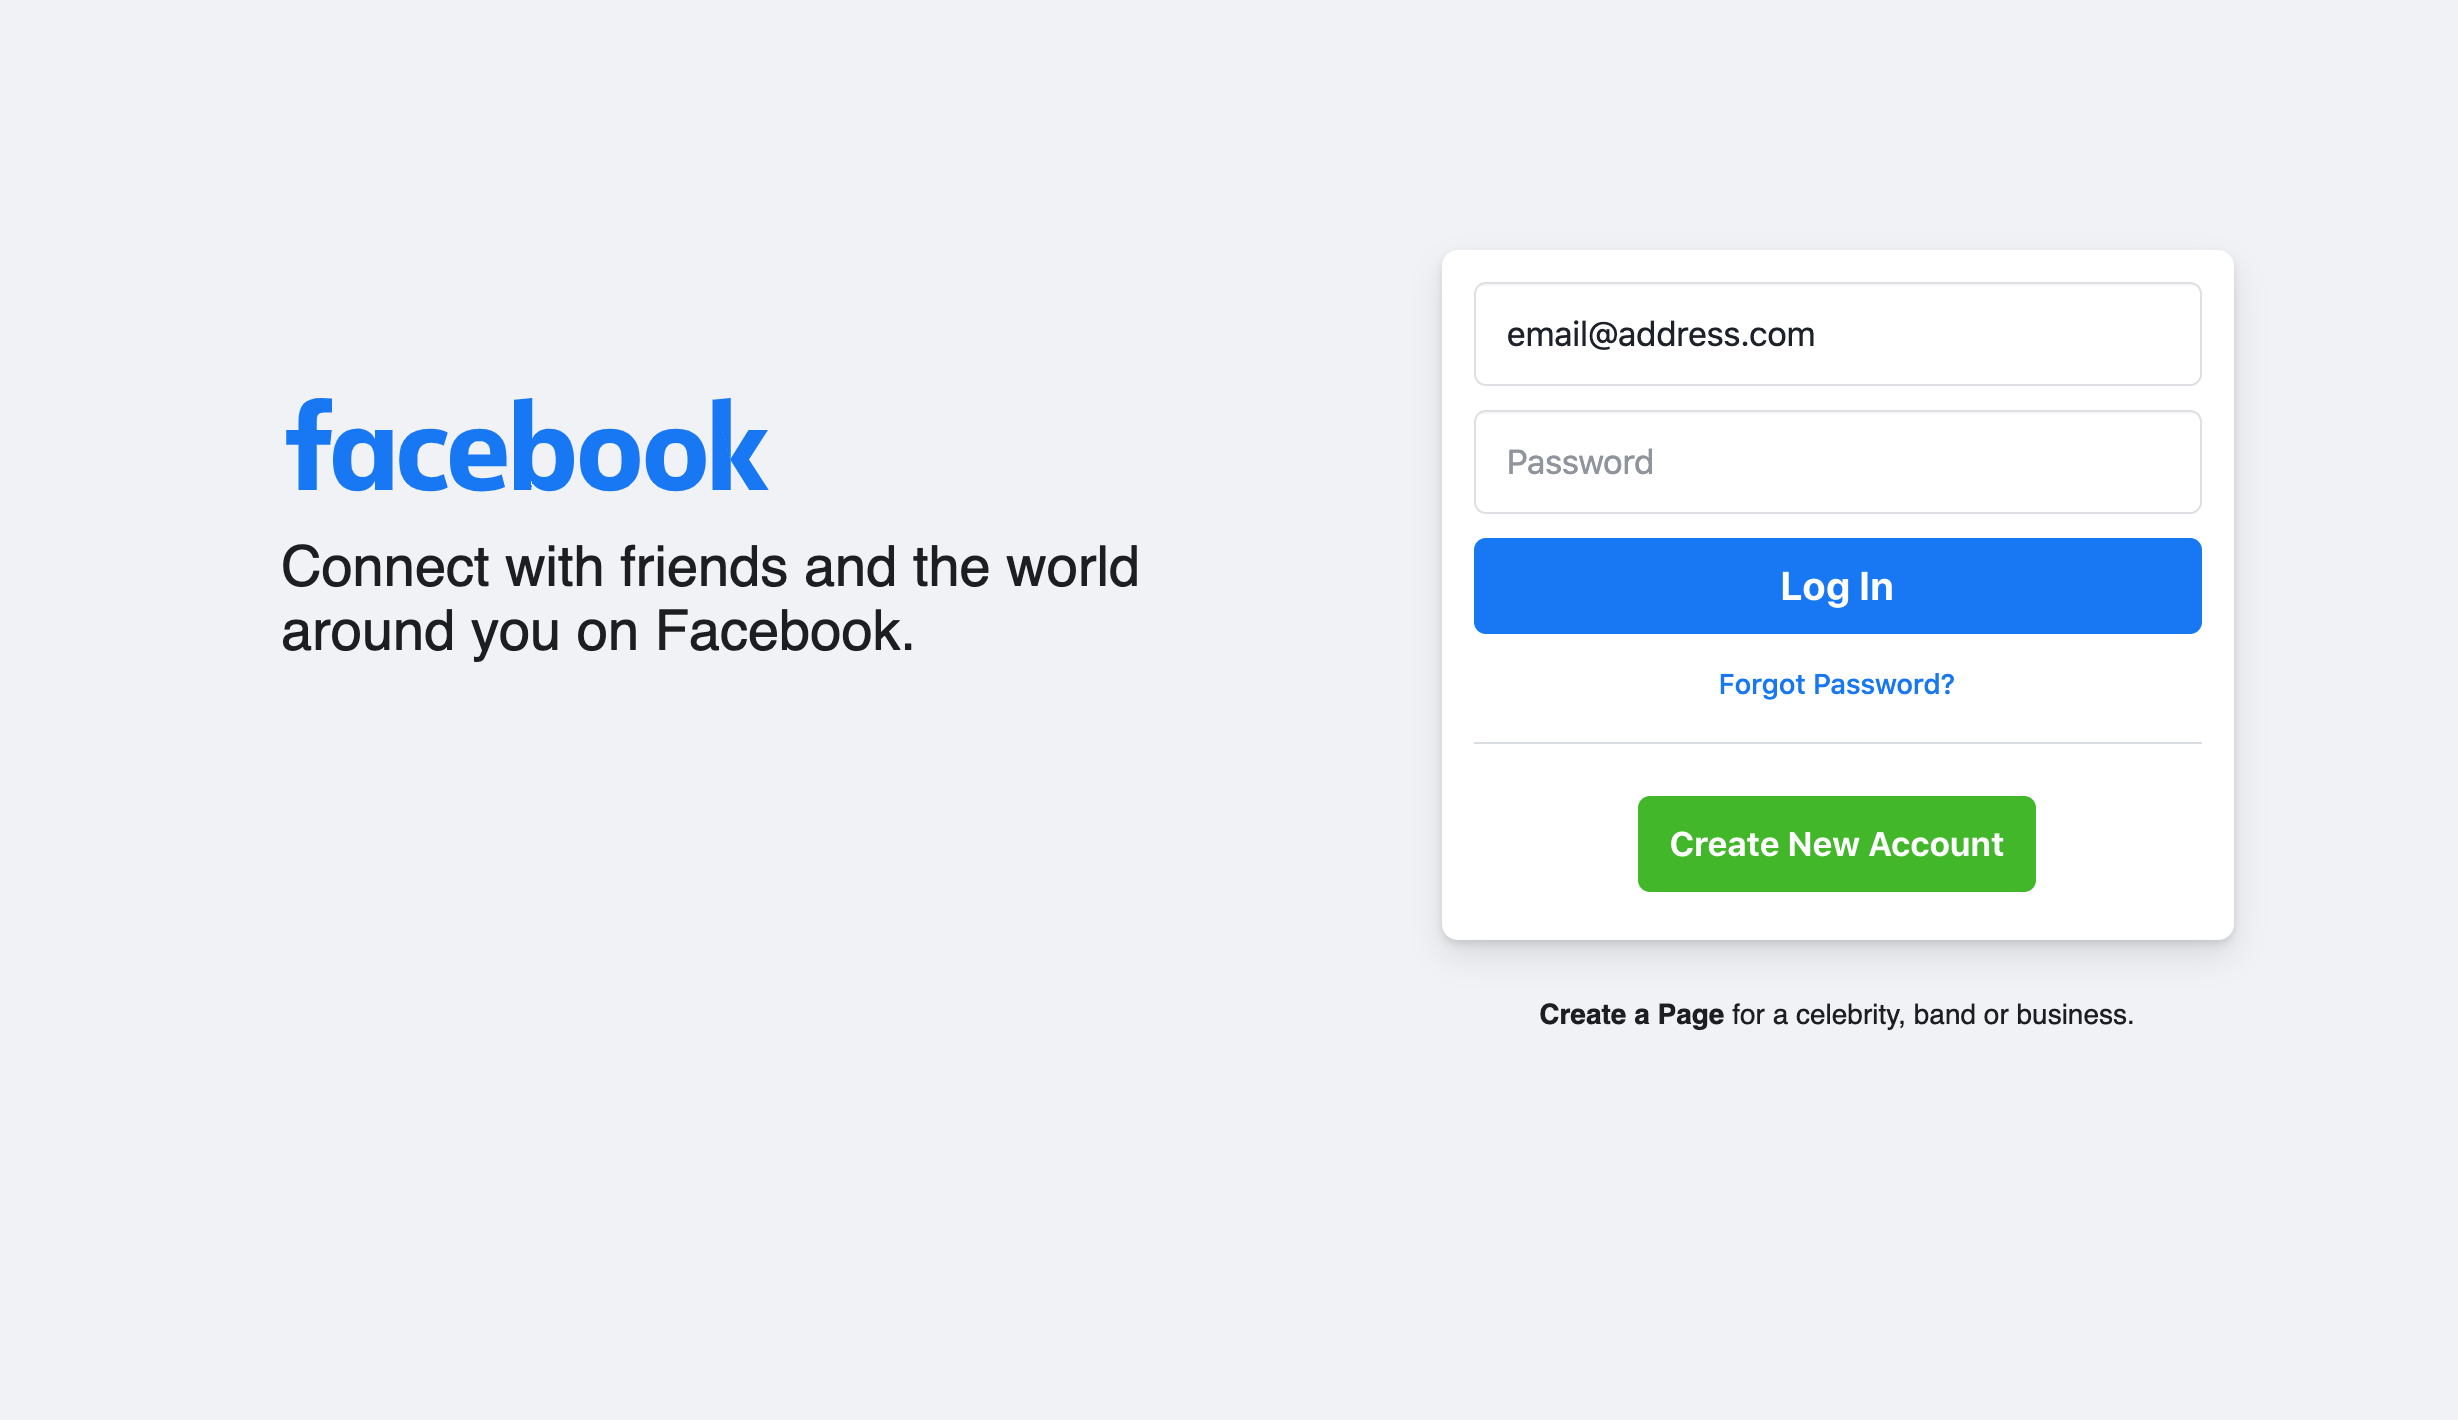 facebook
Connect with friends and the world
around you on Facebook.
email@address.com
Password
Log In
Forgot Password?
Create New Account
Create a Page for a celebrity, band or business.